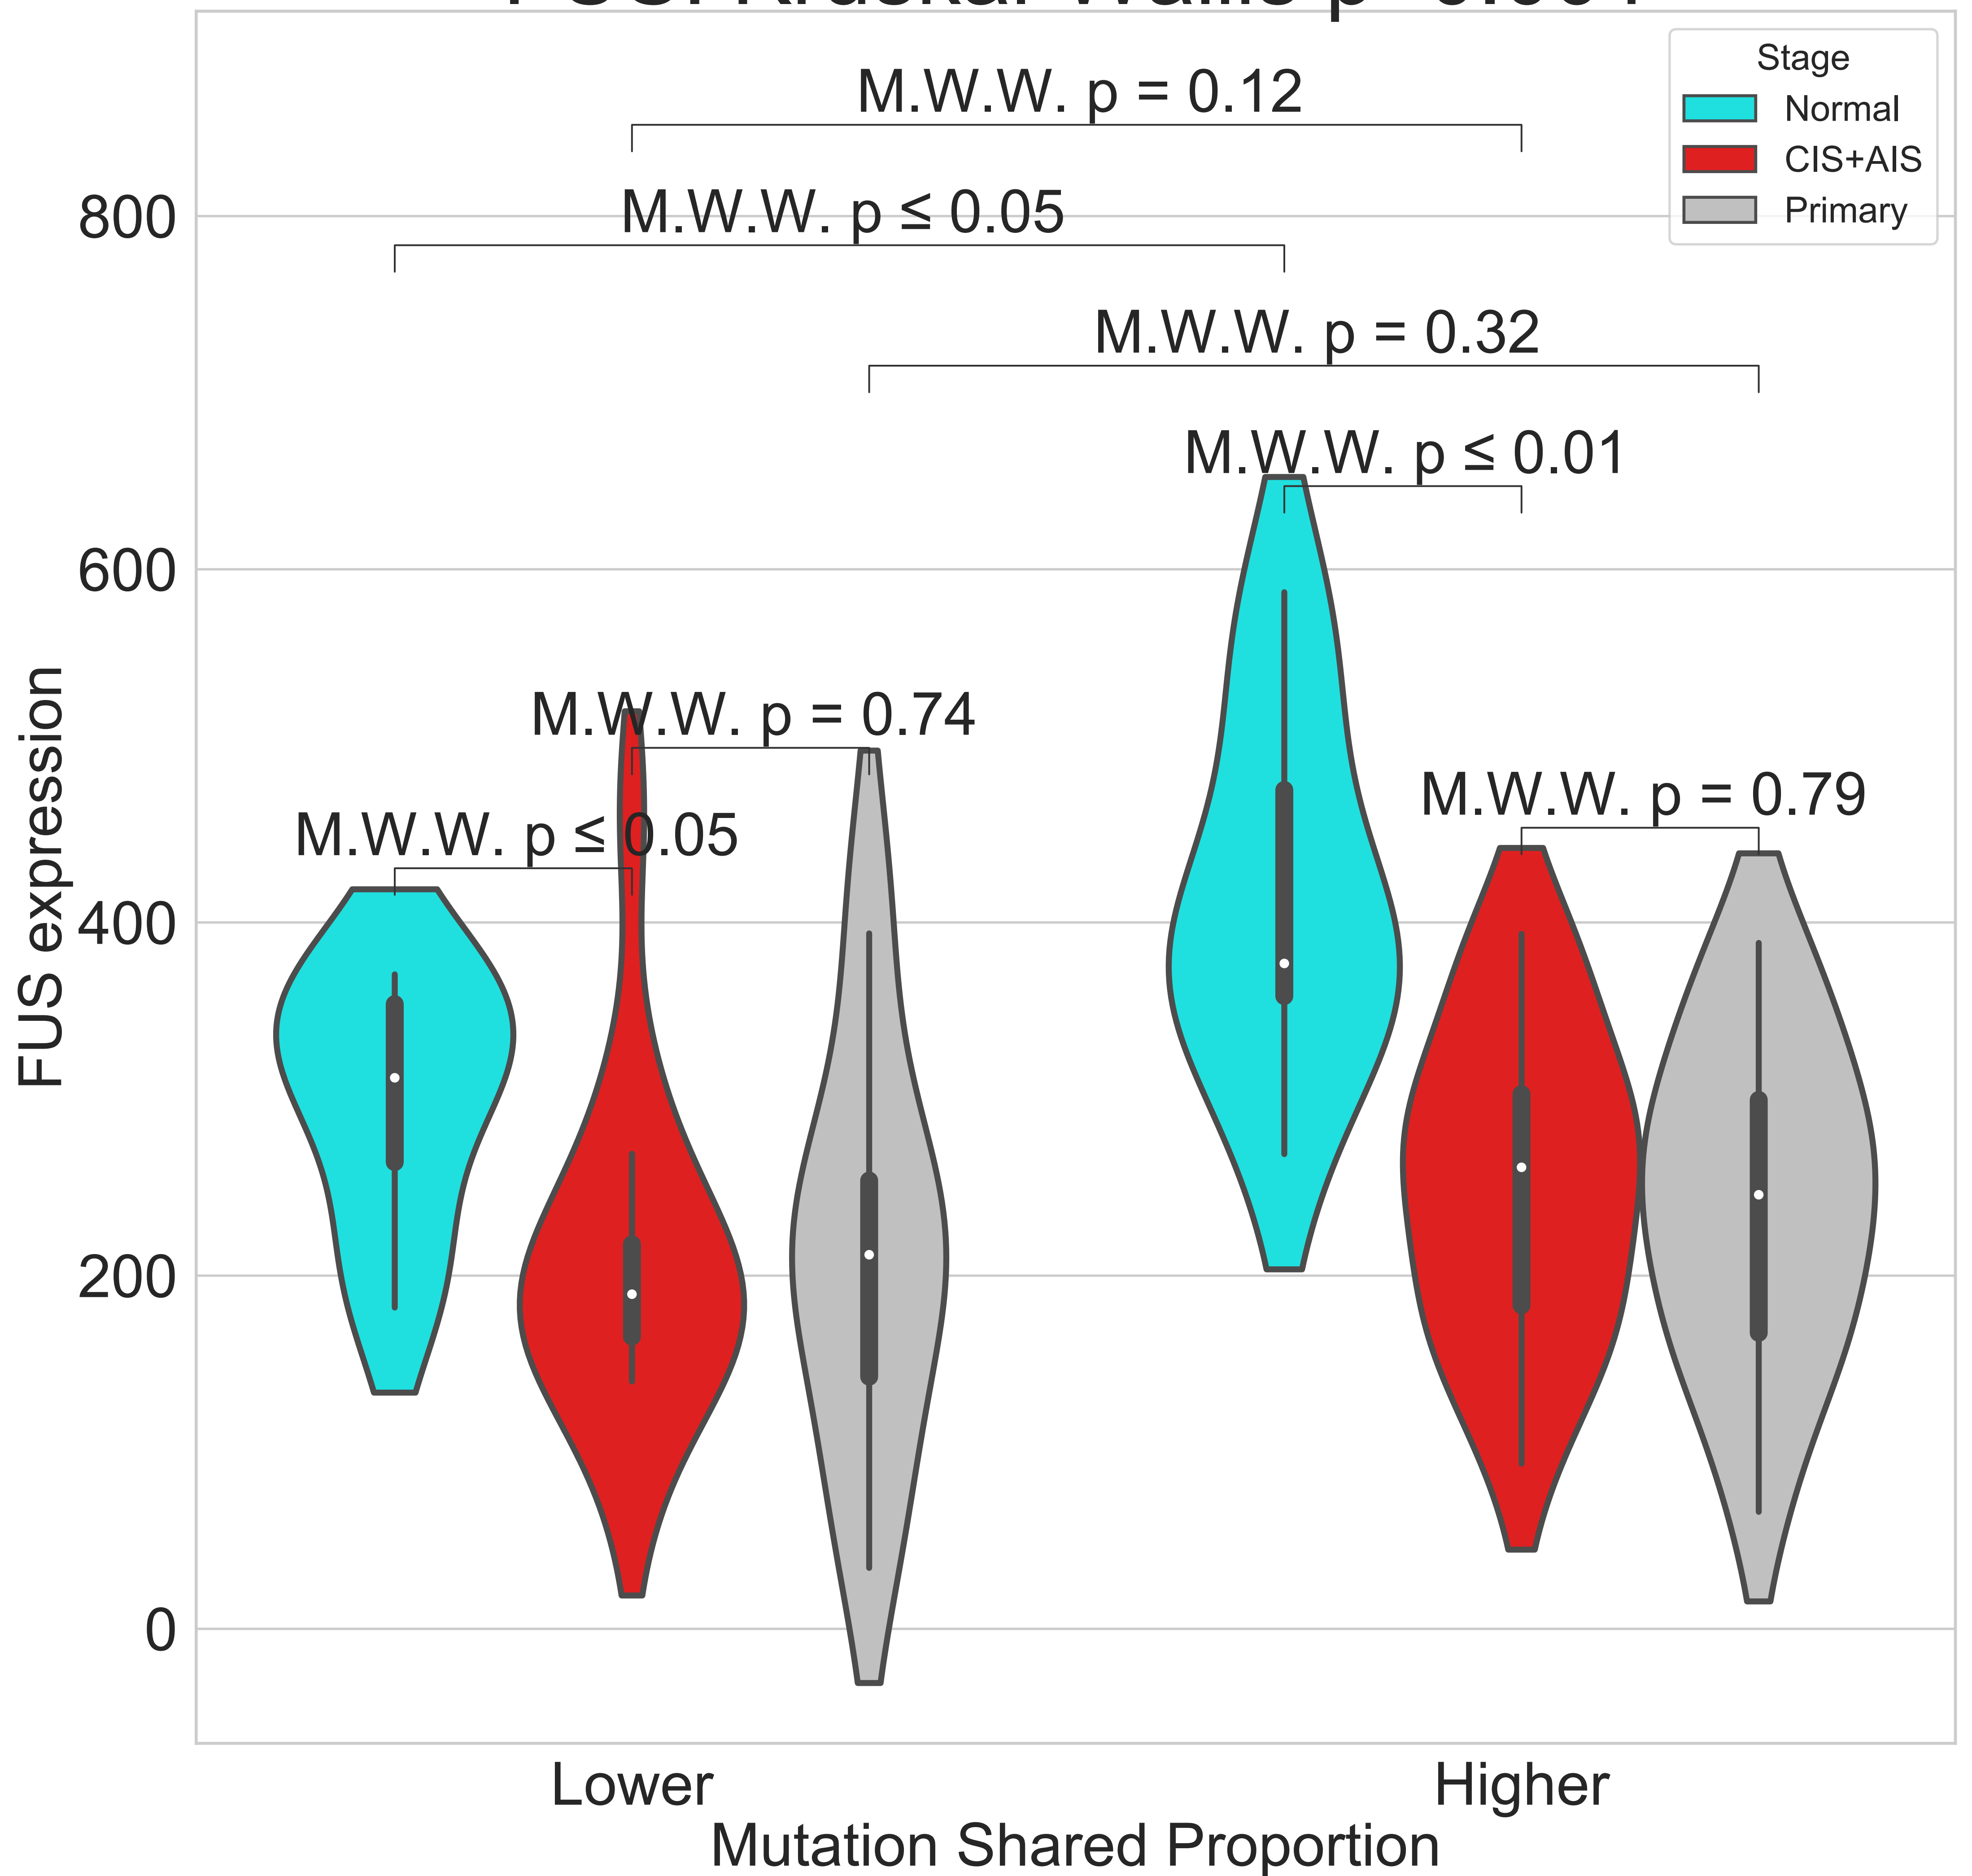 Stage
Normal
CIS+AIS
Primary
M.W.W. p = 0.12
M.W.W. p ≤ 0.05
M.W.W. p = 0.32
M.W.W. p ≤ 0.01
M.W.W. p = 0.74
M.W.W. p = 0.79
M.W.W. p ≤ 0.05
800
600
400
200
0
FUS expression
Lower
Higher
Mutation Shared Proportion